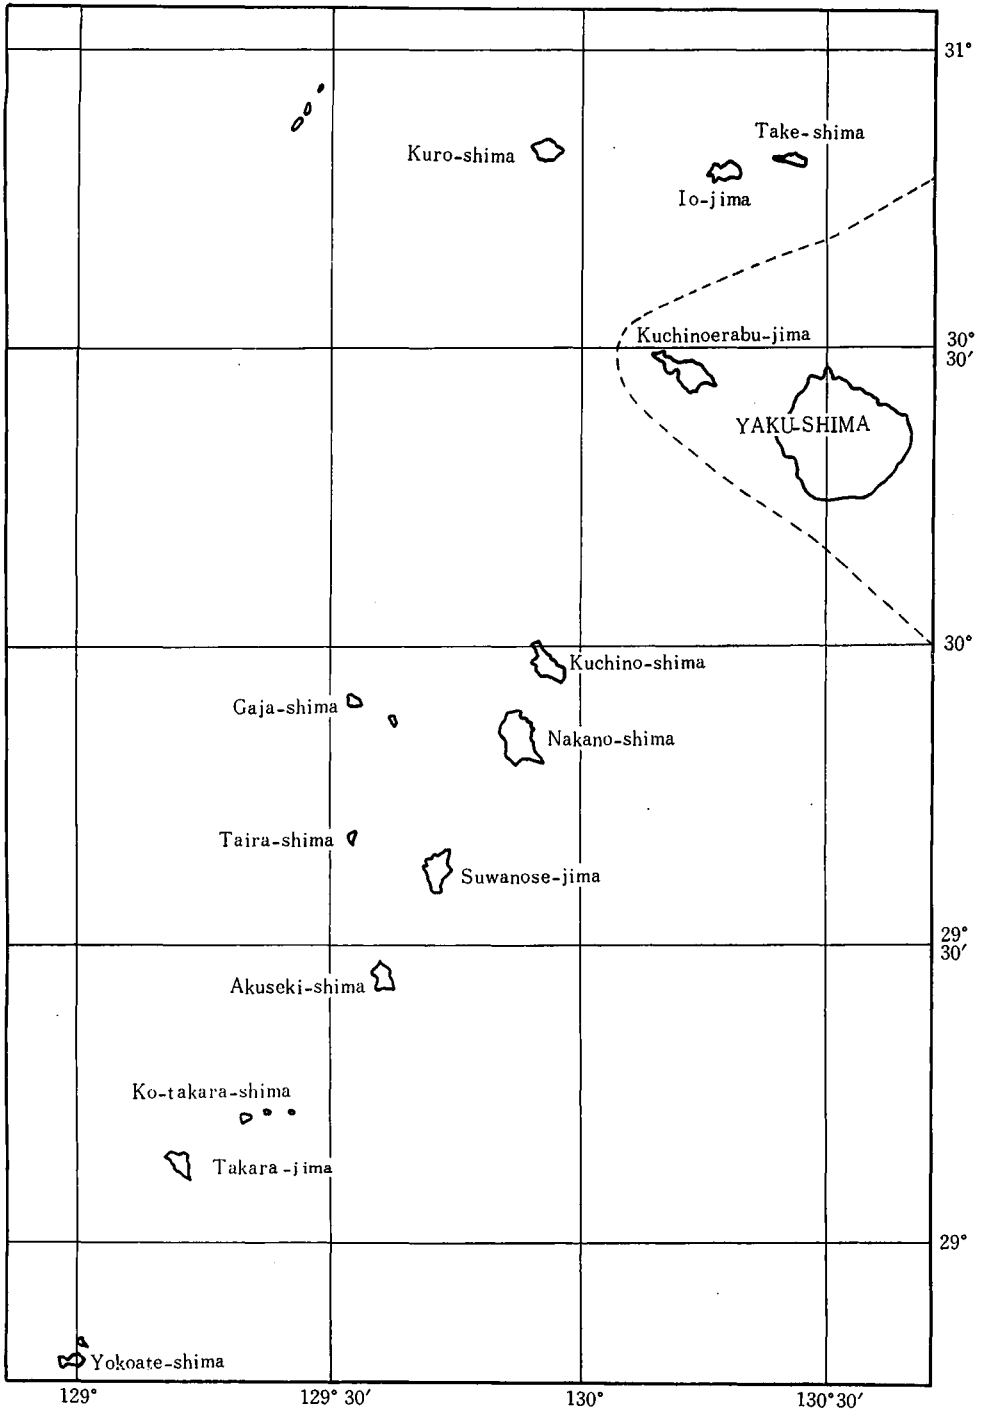 31°
Take-shima
Kuro-shima
Io-jima
Kuchinoerabu-jima
30°
30′
YAKU-SHIMA
30°
Kuchino-shima
Gaja-shima
Nakano-shima
Taira-shima
Suwanose-jima
29°
30′
Akuseki-shima
Ko-takara-shima
Takara-jima
29°
Yokoate-shima
129°
129° 30′
130°
130° 30′